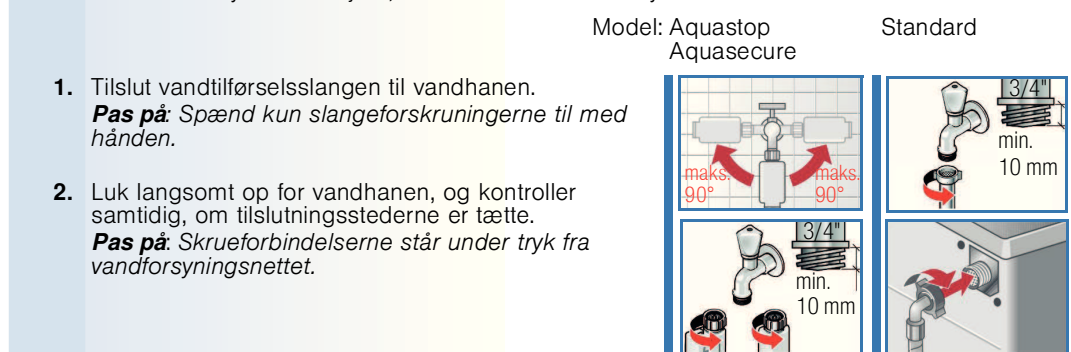 Model: Aquastop Standard
Aquasecure
1. Tilslut vandtilførselsslangen til vandhanen.
Pas på: Spænd kun slangeforskruningerne til med
hånden.
2. Luk langsomt op for vandhanen, og kontroller
samtidig, om tilslutningsstederne er tætte.
Pas på: Skrueforbindelserne står under tryk fra
vandforsyningsnettet.
maks.
90°
maks.
90°
3/4"
min.
10 mm
3/4"
min.
10 mm